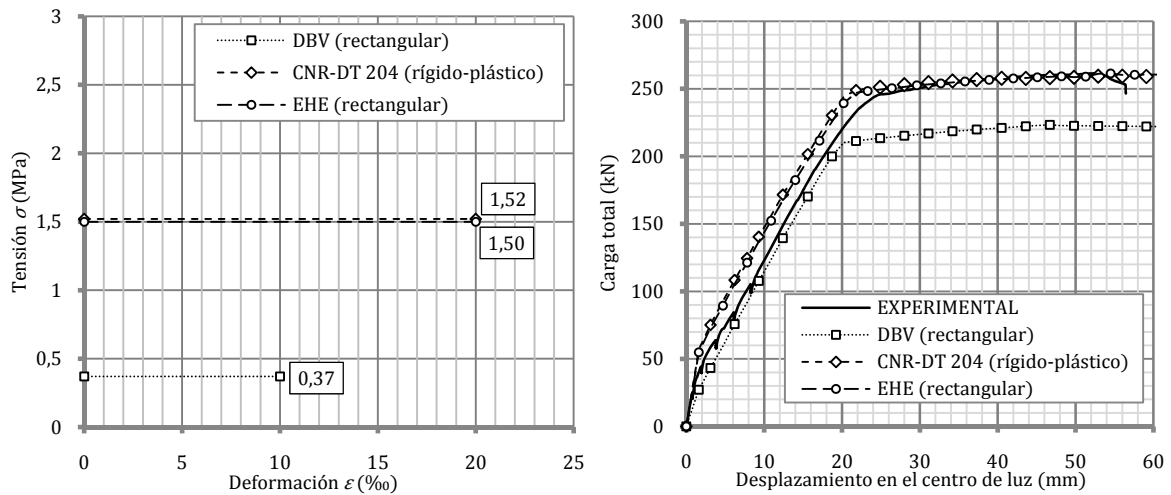 Tensión σ (MPa)
3
2,5
2
1,5
1
0,5
0
DBV (rectangular)
CNR-DT 204 (rígido-plástico)
EHE (rectangular)
1,52
1,50
0,37
0 5 10 15 20 25
Deformación ε (‰)
Carga total (kN)
300
250
200
150
100
50
0
EXPERIMENTAL
DBV (rectangular)
CNR-DT 204 (rígido-plástico)
EHE (rectangular)
0 10 20 30 40 50 60
Desplazamiento en el centro de luz (mm)